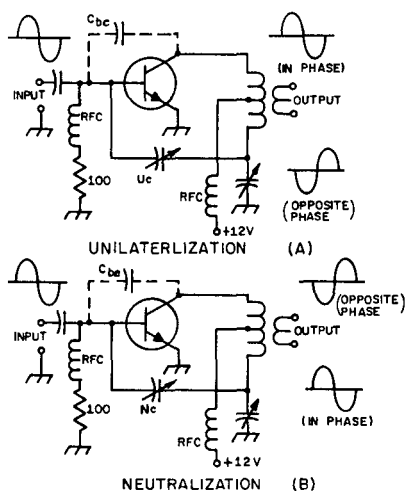 Cbc
(IN PHASE)
INPUT
OUTPUT
RFC
100
Uc
RFC
(OPPOSITE PHASE)
+12V
UNILATERLIZATION (A)
Cbe
(OPPOSITE PHASE)
INPUT
OUTPUT
RFC
100
Nc
(IN PHASE)
RFC
+12V
NEUTRALIZATION (B)